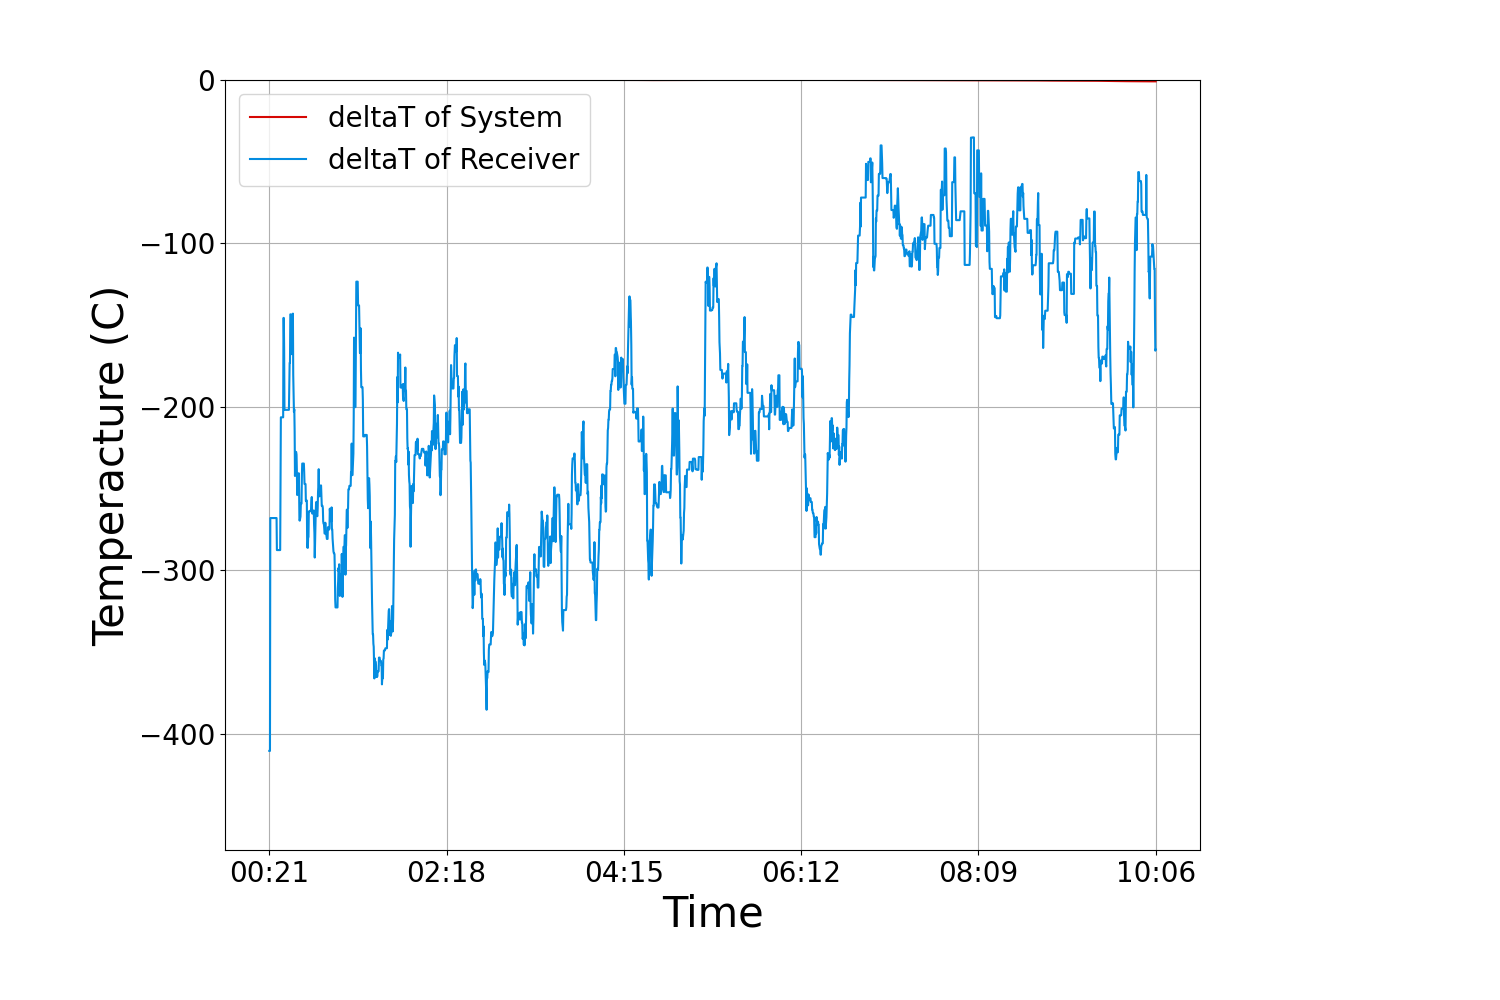 deltaT of System
deltaT of Receiver
Temperacture (C)
0
−100
−200
−300
−400
00:21 02:18 04:15 06:12 08:09 10:06
Time